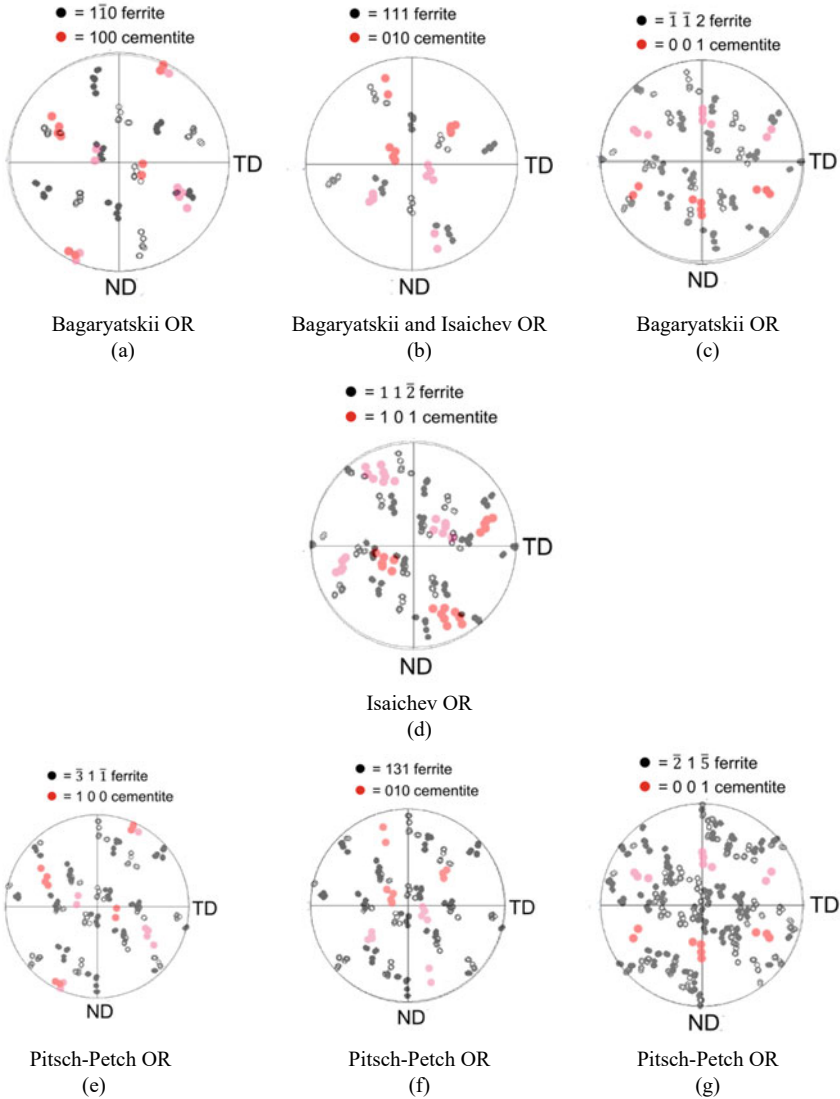 ● = 11̅0 ferrite
● = 100 cementite
TD
ND
Bagaryatskii OR
(a)
● = 111 ferrite
● = 010 cementite
TD
ND
Bagaryatskii and Isaichev OR
(b)
● = 1̅ 1̅ 2 ferrite
● = 0 0 1 cementite
TD
ND
Bagaryatskii OR
(c)
● = 1 1 2̅ ferrite
● = 1 0 1 cementite
TD
ND
Isaichev OR
(d)
● = 3̅ 1 1̅ ferrite
● = 1 0 0 cementite
TD
ND
Pitsch-Petch OR
(e)
● = 131 ferrite
● = 010 cementite
TD
ND
Pitsch-Petch OR
(f)
● = 2̅ 1 5̅ ferrite
● = 0 0 1 cementite
TD
ND
Pitsch-Petch OR
(g)